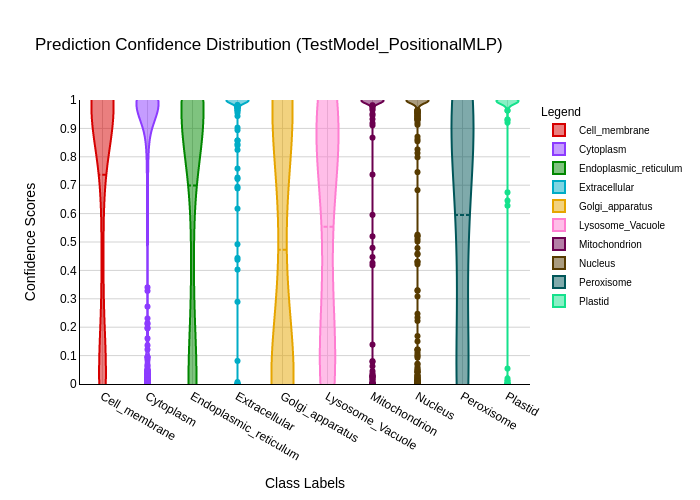 Prediction Confidence Distribution (TestModel_PositionalMLP)
Legend
Cell_membrane
Cytoplasm
Endoplasmic_reticulum
Extracellular
Golgi_apparatus
Lysosome_Vacuole
Mitochondrion
Nucleus
Peroxisome
Plastid
Confidence Scores
1
0.9
0.8
0.7
0.6
0.5
0.4
0.3
0.2
0.1
0
Cell_membrane
Cytoplasm
Endoplasmic_reticulum
Extracellular
Golgi_apparatus
Lysosome_Vacuole
Mitochondrion
Nucleus
Peroxisome
Plastid
Class Labels